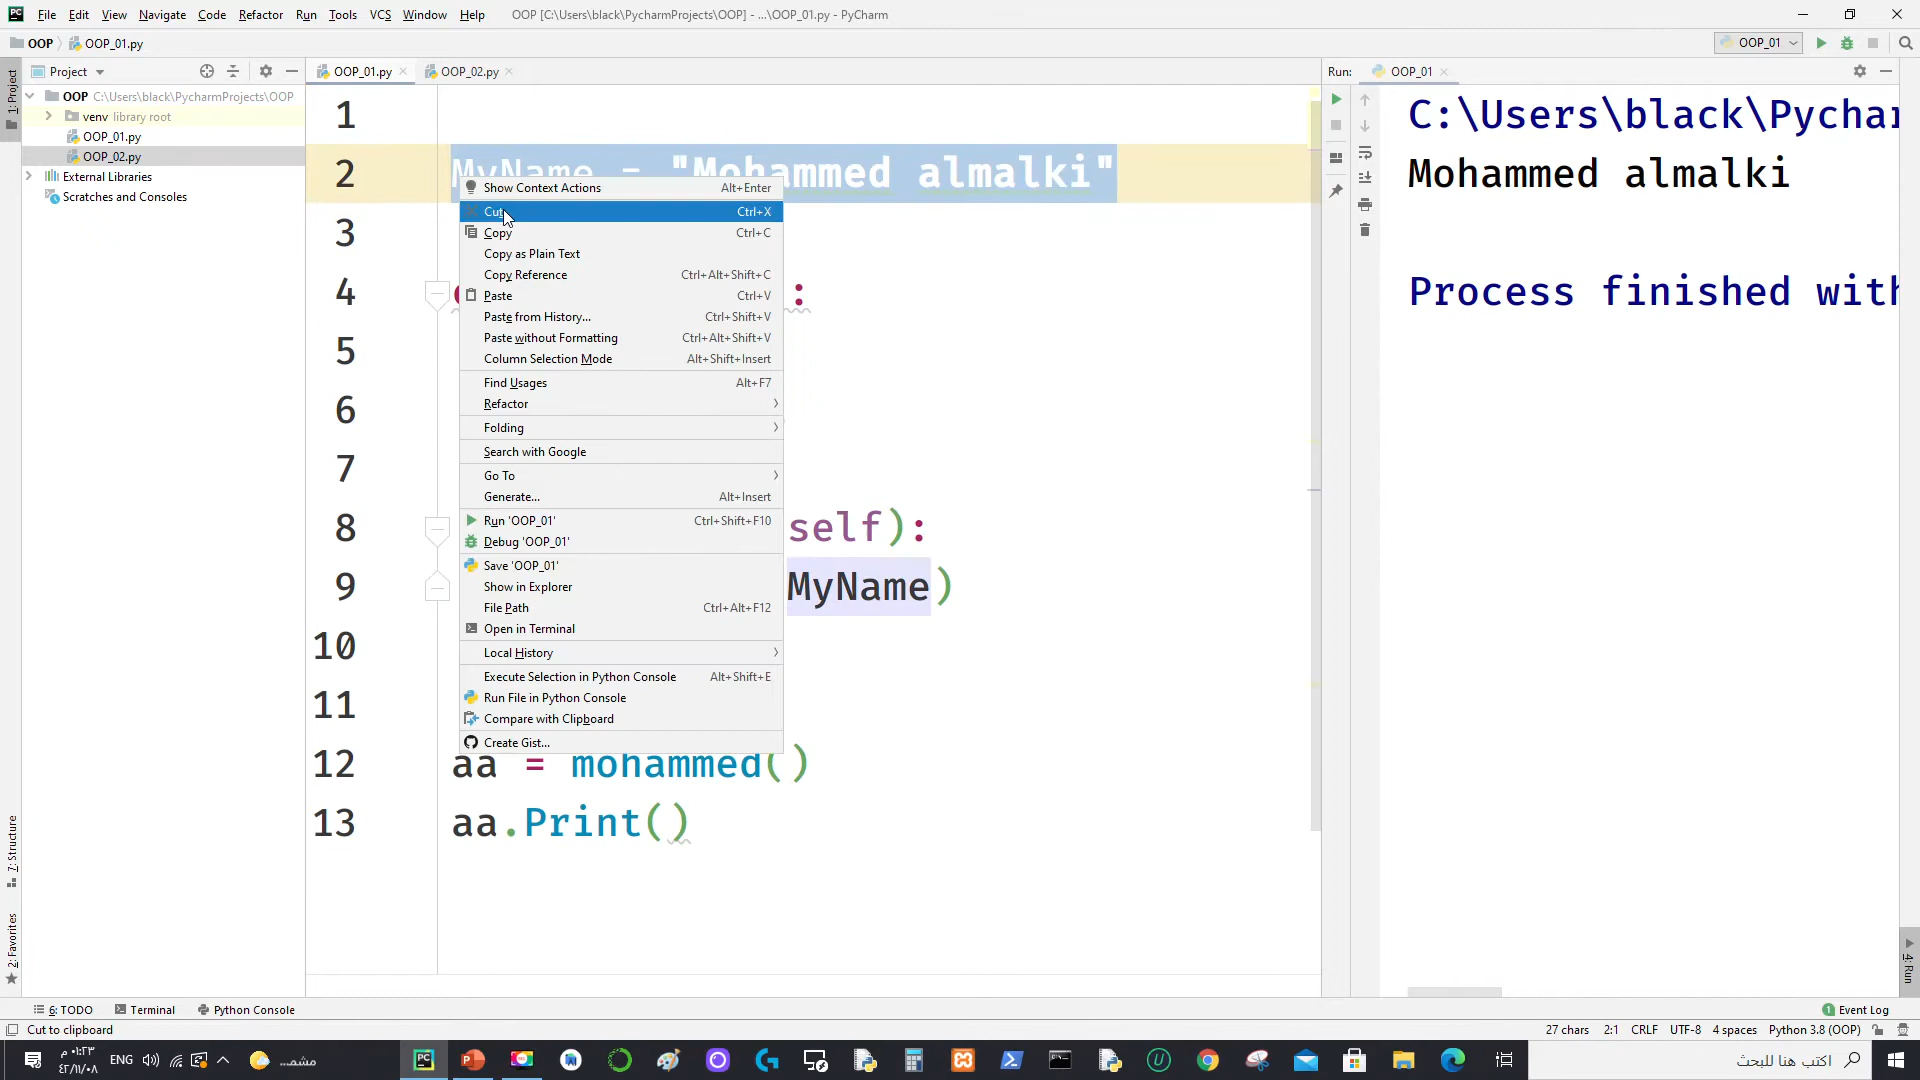 File Edit View Navigate Code Refactor Run Tools VCS Window Help OOP [C:\Users\black\PycharmProjects\OOP] - ...\OOP_01.py - PyCharm
OOP OOP_01.py OOP_01
1: Project
Project
OOP C:\Users\black\PycharmProjects\OOP
venv library root
OOP_01.py
OOP_02.py
External Libraries
Scratches and Consoles
OOP_01.py OOP_02.py
1
2 MyName = "Mohammed almalki"
3
4 :
5
6
7
8 self):
9 MyName)
10
11
12 aa = mohammed()
13 aa.Print()
Show Context Actions Alt+Enter
Cut Ctrl+X
Copy Ctrl+C
Copy as Plain Text
Copy Reference Ctrl+Alt+Shift+C
Paste Ctrl+V
Paste from History... Ctrl+Shift+V
Paste without Formatting Ctrl+Alt+Shift+V
Column Selection Mode Alt+Shift+Insert
Find Usages Alt+F7
Refactor
Folding
Search with Google
Go To
Generate... Alt+Insert
Run 'OOP_01' Ctrl+Shift+F10
Debug 'OOP_01'
Save 'OOP_01'
Show in Explorer
File Path Ctrl+Alt+F12
Open in Terminal
Local History
Execute Selection in Python Console Alt+Shift+E
Run File in Python Console
Compare with Clipboard
Create Gist...
Run: OOP_01
C:\Users\black\Pychar
Mohammed almalki
Process finished with
7: Structure
2: Favorites
4: Run
6: TODO Terminal Python Console 1 Event Log
Cut to clipboard 27 chars 2:1 CRLF UTF-8 4 spaces Python 3.8 (OOP)
٠١:٢٣ م
٤٢/١١/٠٨
ENG
مشمـ...
اكتب هنا للبحث